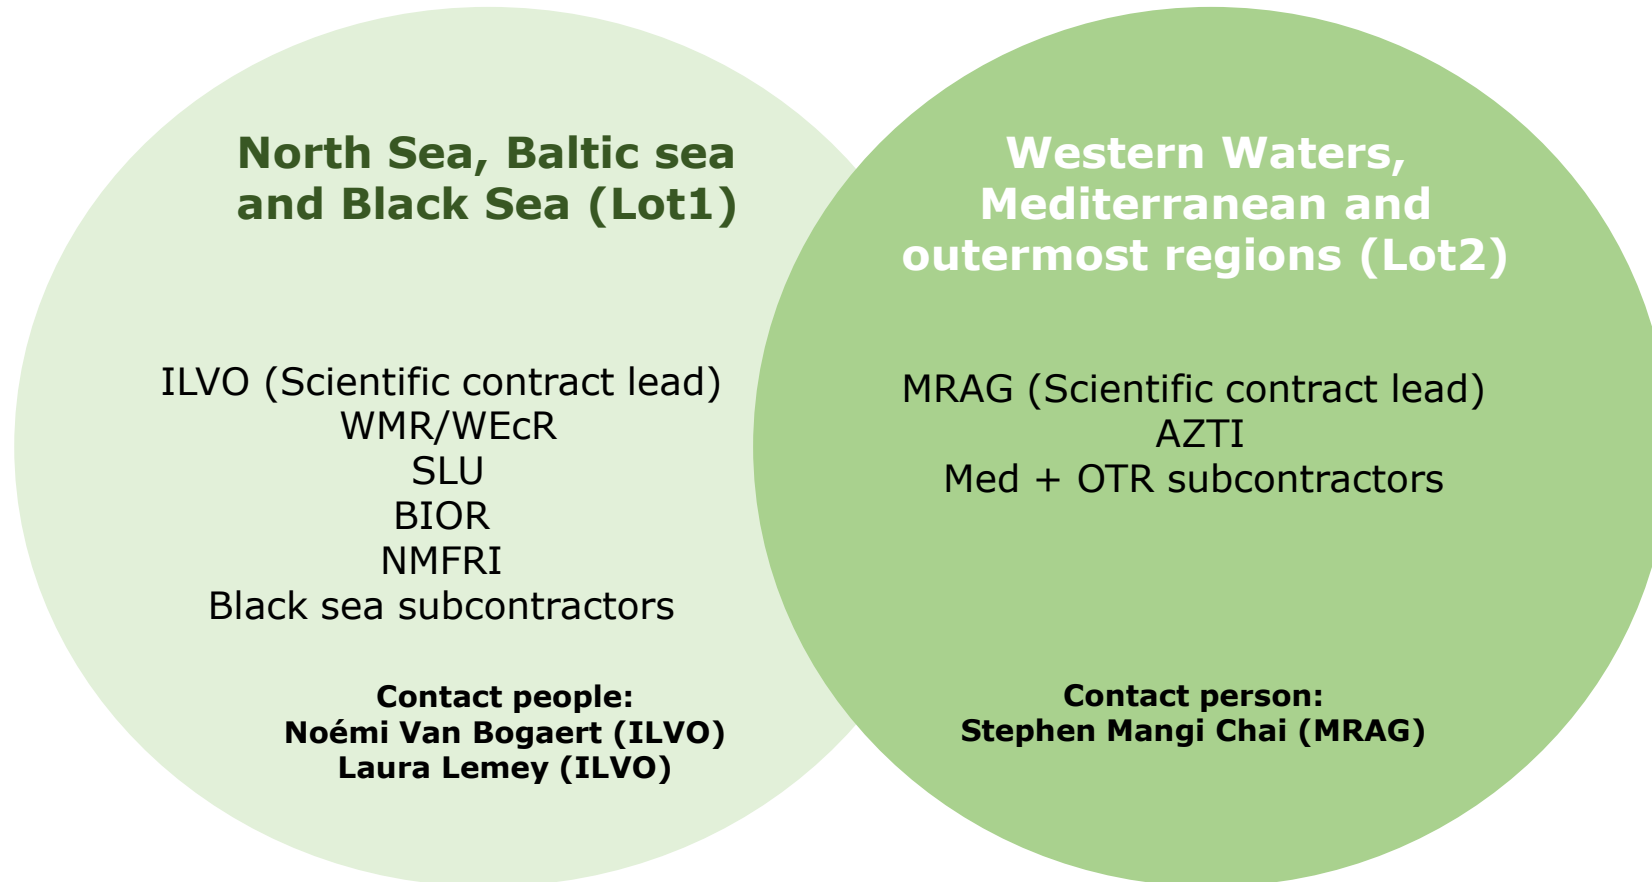 North Sea, Baltic sea
and Black Sea (Lot1)
ILVO (Scientific contract lead)
WMR/WEcR
SLU
BIOR
NMFRI
Black sea subcontractors
Contact people:
Noémi Van Bogaert (ILVO)
Laura Lemey (ILVO)
Western Waters,
Mediterranean and
outermost regions (Lot2)
MRAG (Scientific contract lead)
AZTI
Med + OTR subcontractors
Contact person:
Stephen Mangi Chai (MRAG)